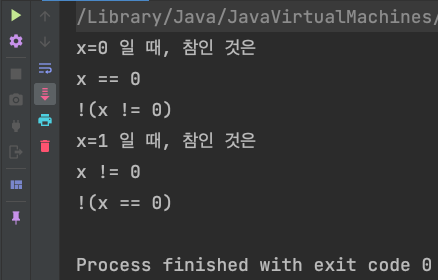 /Library/Java/JavaVirtualMachines/
x=0 일 때, 참인 것은
x == 0
!(x != 0)
x=1 일 때, 참인 것은
x != 0
!(x == 0)
Process finished with exit code 0